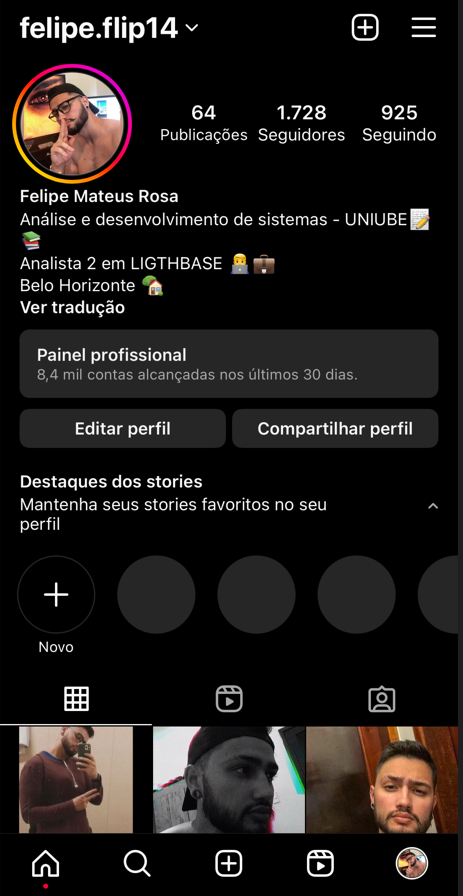 felipe.flip14
64
Publicações
1.728
Seguidores
925
Seguindo
Felipe Mateus Rosa
Análise e desenvolvimento de sistemas - UNIUBE📝
📚
Analista 2 em LIGTHBASE 👨‍💻💼
Belo Horizonte 🏡
Ver tradução
Painel profissional
8,4 mil contas alcançadas nos últimos 30 dias.
Editar perfil
Compartilhar perfil
Destaques dos stories
Mantenha seus stories favoritos no seu
perfil
Novo